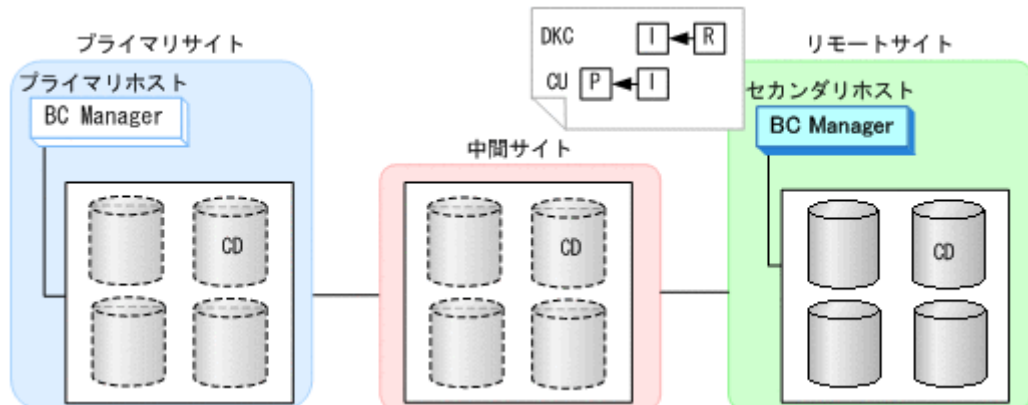 プライマリサイト
プライマリホスト
BC Manager
CD
中間サイト
CD
DKC I R
CU P I
リモートサイト
セカンダリホスト
BC Manager
CD